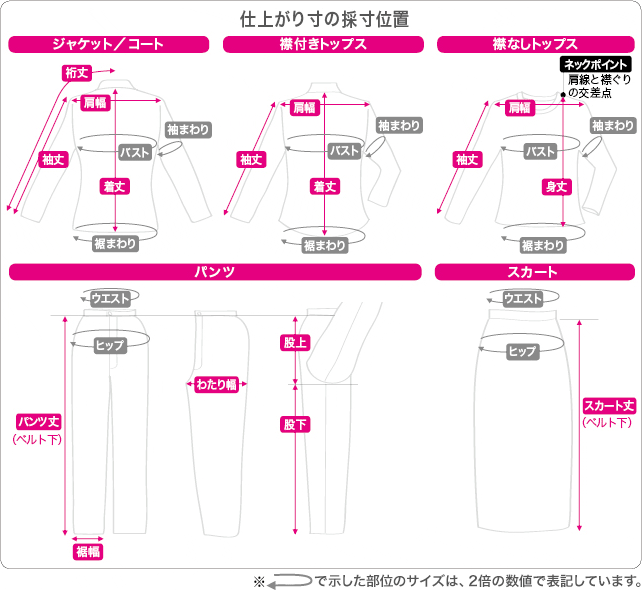 仕上がり寸の採寸位置
ジャケット／コート
裄丈
肩幅
袖まわり
バスト
袖丈
着丈
裾まわり
襟付きトップス
肩幅
袖まわり
バスト
袖丈
着丈
裾まわり
襟なしトップス
ネックポイント
肩線と襟ぐり
の交差点
肩幅
袖まわり
バスト
袖丈
身丈
裾まわり
パンツ
ウエスト
ヒップ
股上
わたり幅
パンツ丈
（ベルト下）
股下
裾幅
スカート
ウエスト
ヒップ
スカート丈
（ベルト下）
※ で示した部位のサイズは、2倍の数値で表記しています。